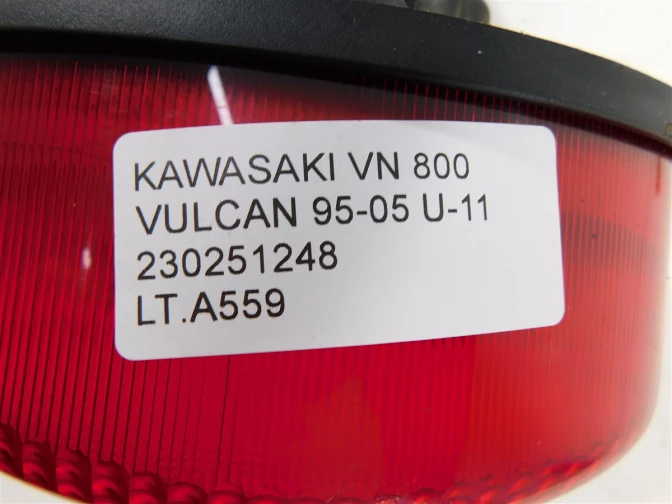 KAWASAKI VN 800
VULCAN 95-05 U-11
230251248
LT.A559